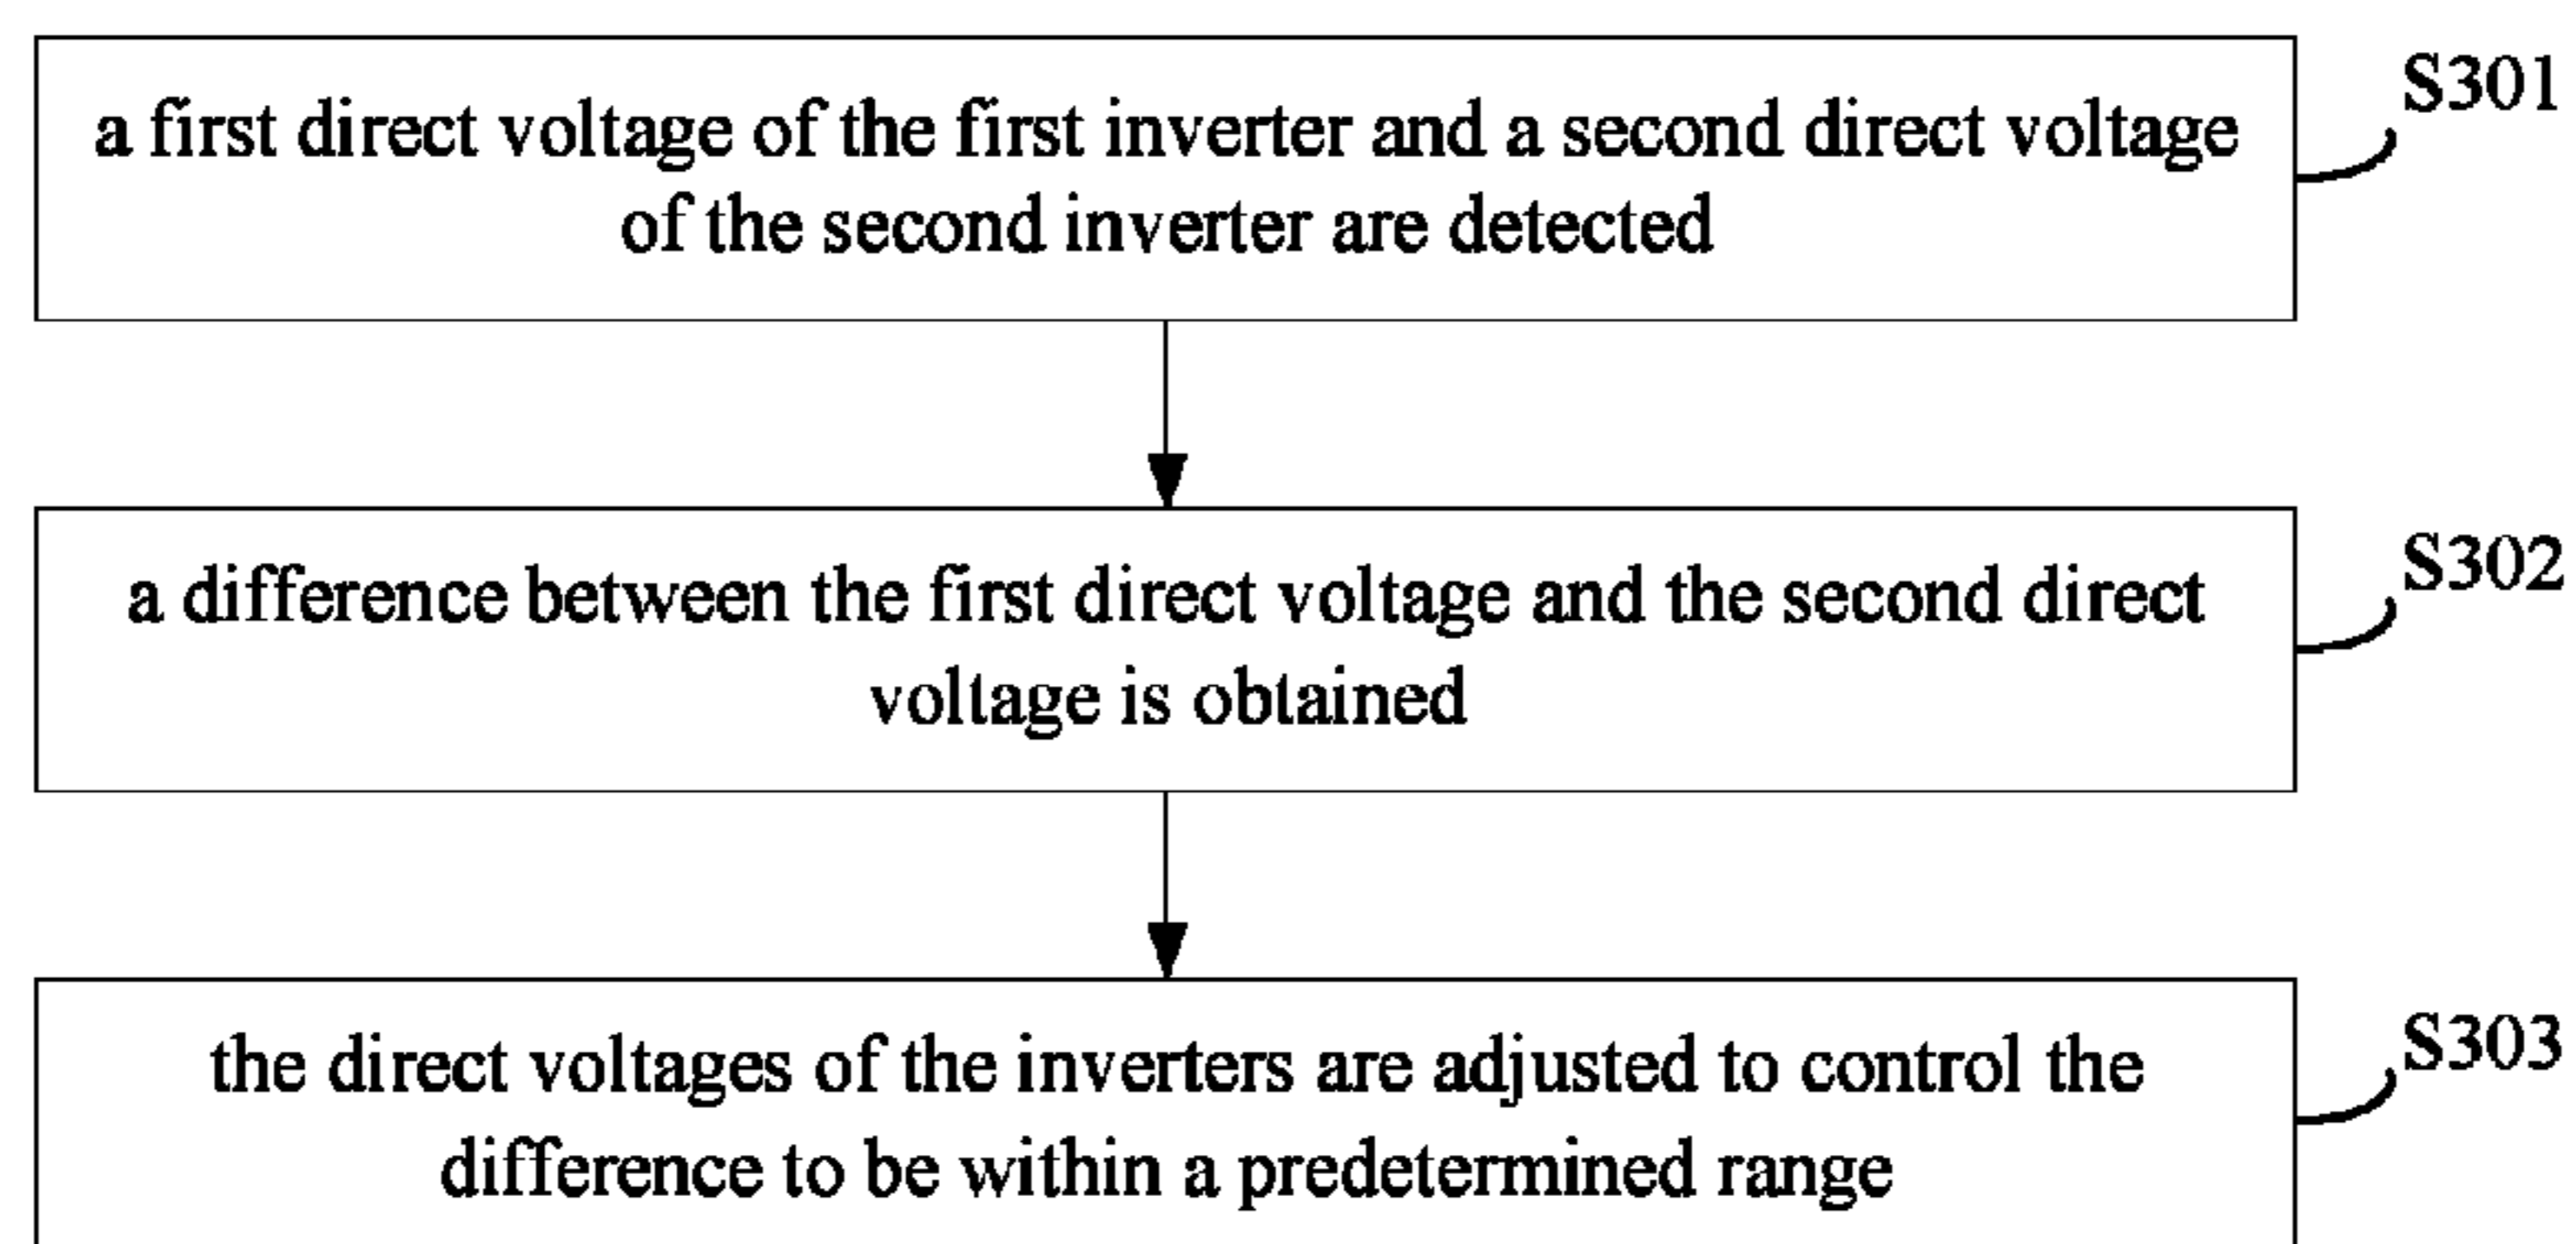 a first direct voltage of the first inverter and a second direct voltage
of the second inverter are detected
S301
a difference between the first direct voltage and the second direct
voltage is obtained
S302
the direct voltages of the inverters are adjusted to control the
difference to be within a predetermined range
S303